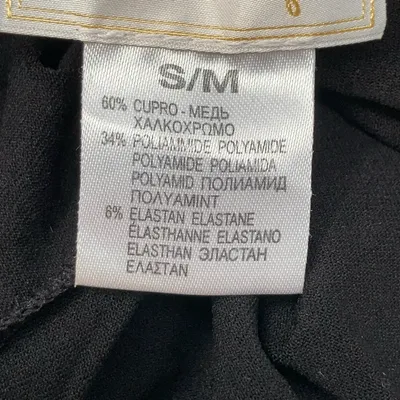 S/M
60% CUPRO - МЕДЬ
ΧΑΛΚΟΧΡΩΜΟ
34% POLIAMMIDE POLYAMIDE
POLYAMIDE POLIAMIDA
POLYAMID ПОЛИАМИД
ΠΟΛΥΑΜΙΝΤ
6% ELASTAN ELASTANE
ÉLASTHANNE ELASTANO
ELASTHAN ЭЛАСТАН
ΕΛΑΣΤΑΝ